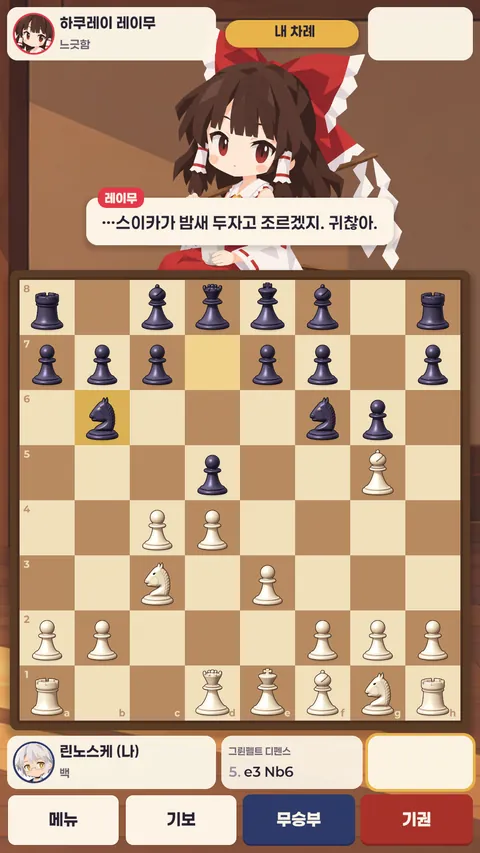 하쿠레이 레이무
느긋함
내 차례
레이무
…스이카가 밤새 두자고 조르겠지. 귀찮아.
8
7
6
5
4
3
2
1
a b c d e f g h
린노스케 (나)
백
그륀펠트 디펜스
5. e3 Nb6
메뉴
기보
무승부
기권